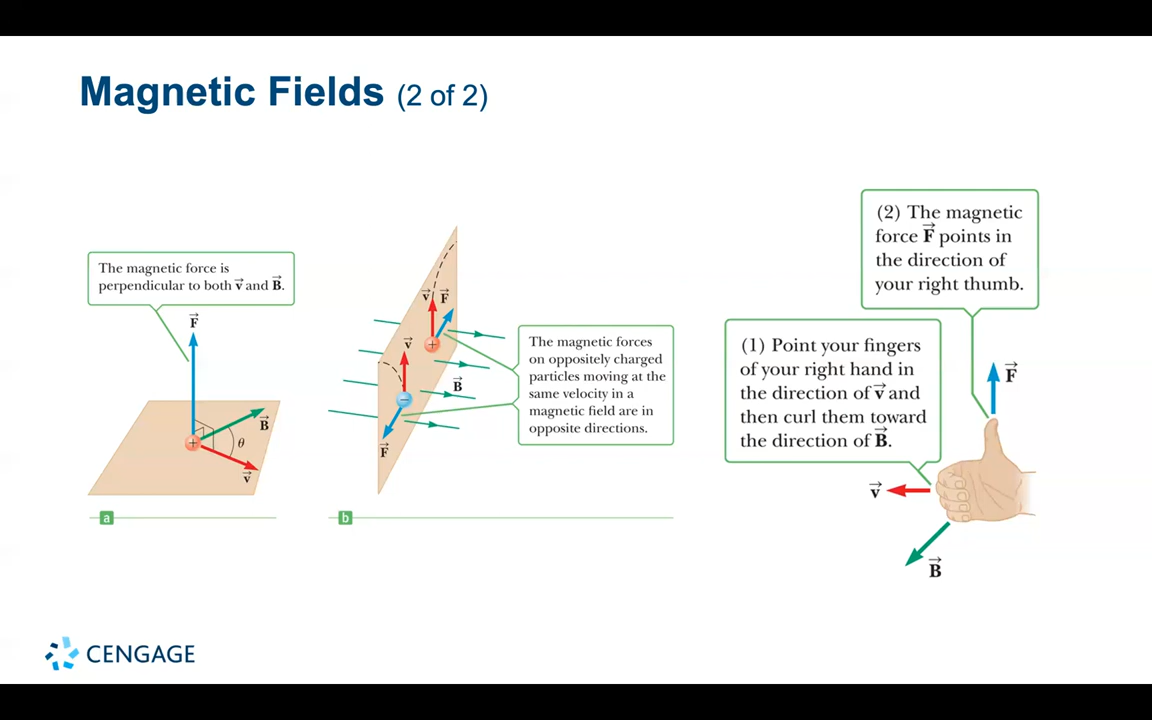 Magnetic Fields (2 of 2)
The magnetic force is
perpendicular to both v⃗ and B⃗.
F⃗
B⃗
θ
v⃗
+
a
v⃗ F⃗
+
v⃗
−
B⃗
F⃗
The magnetic forces
on oppositely charged
particles moving at the
same velocity in a
magnetic field are in
opposite directions.
b
(2) The magnetic
force F⃗ points in
the direction of
your right thumb.
(1) Point your fingers
of your right hand in
the direction of v⃗ and
then curl them toward
the direction of B⃗.
F⃗
v⃗
B⃗
CENGAGE